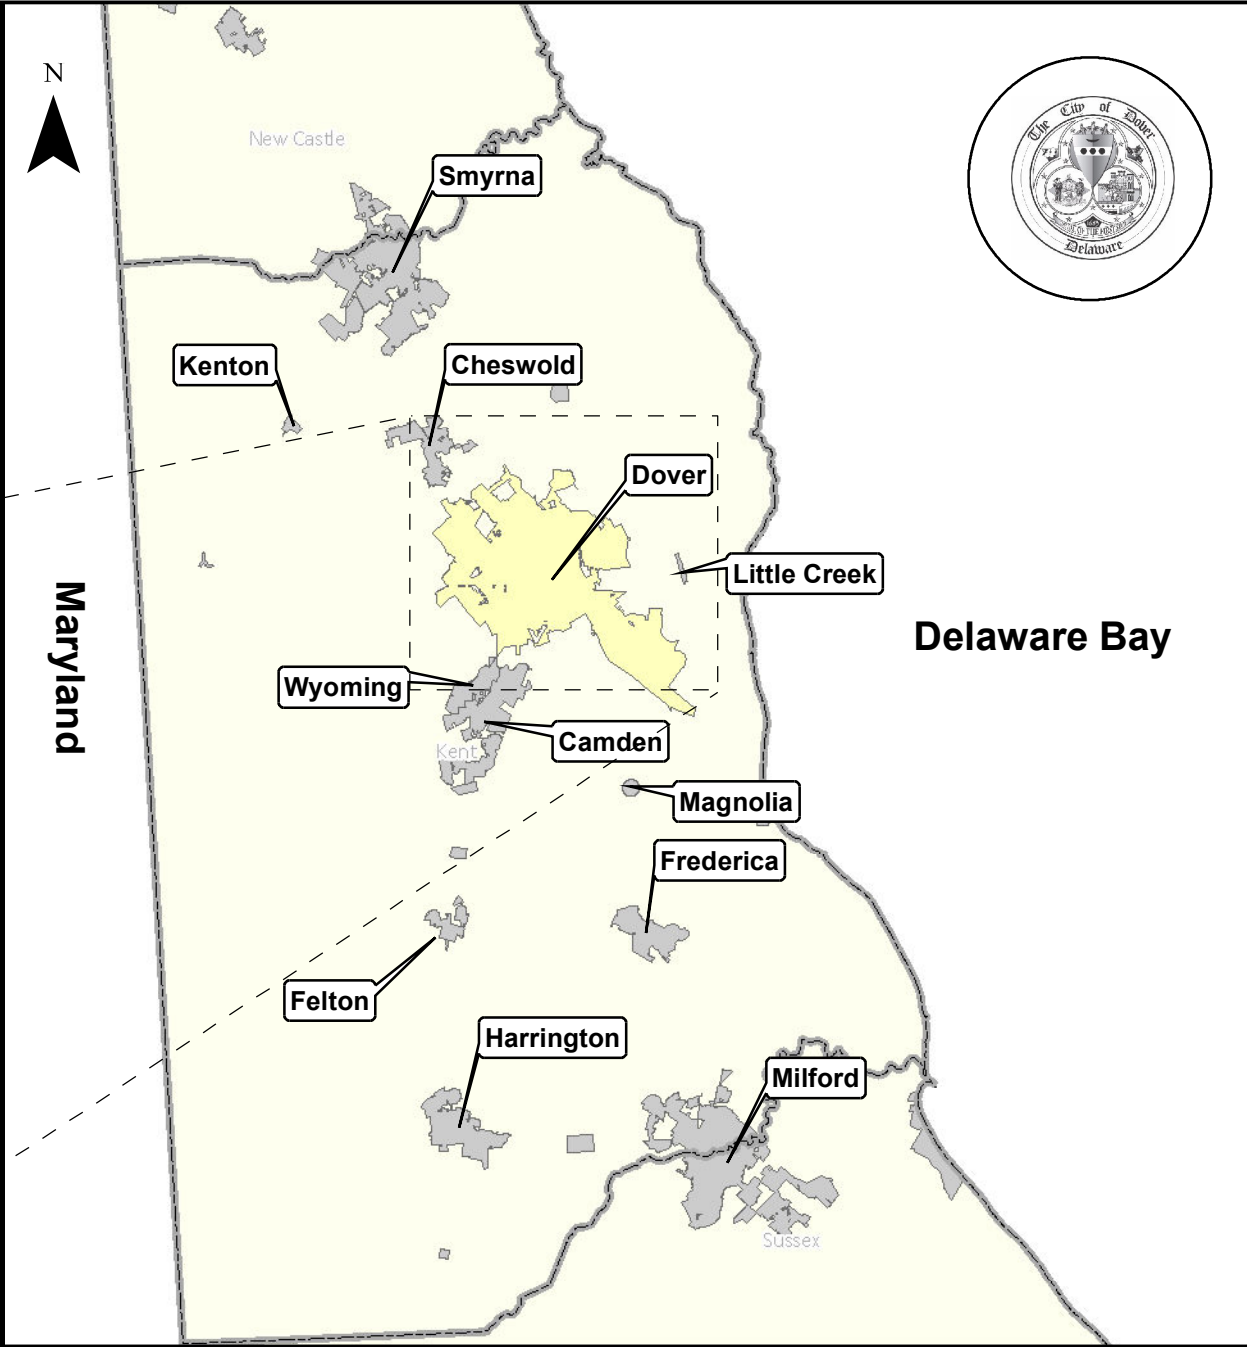 N
New Castle
The City of Dover
Delaware
Smyrna
Kenton
Cheswold
Dover
Little Creek
Maryland
Delaware Bay
Wyoming
Camden
Kent
Magnolia
Frederica
Felton
Harrington
Milford
Sussex